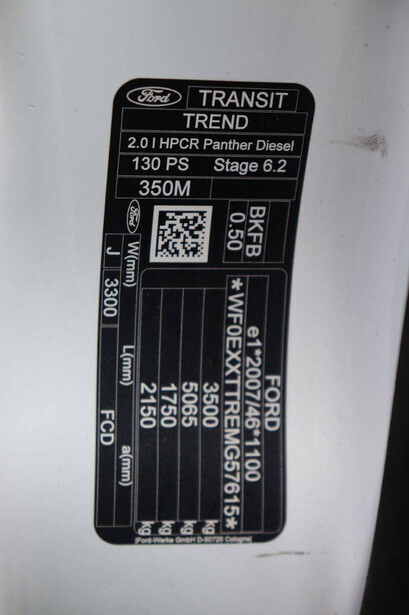 Ford TRANSIT
TREND
2.0 l HPCR Panther Diesel
130 PS Stage 6.2
350M
BKFB
0.50
Ford
FORD
e1*2007/46*1100
*WF0EXXTTREMG57615*
3500 kg
5065 kg
1750 kg
2150 kg
W(mm) L(mm) a(mm)
J 3300 FCD
Ford-Werke GmbH D-50725 Cologne